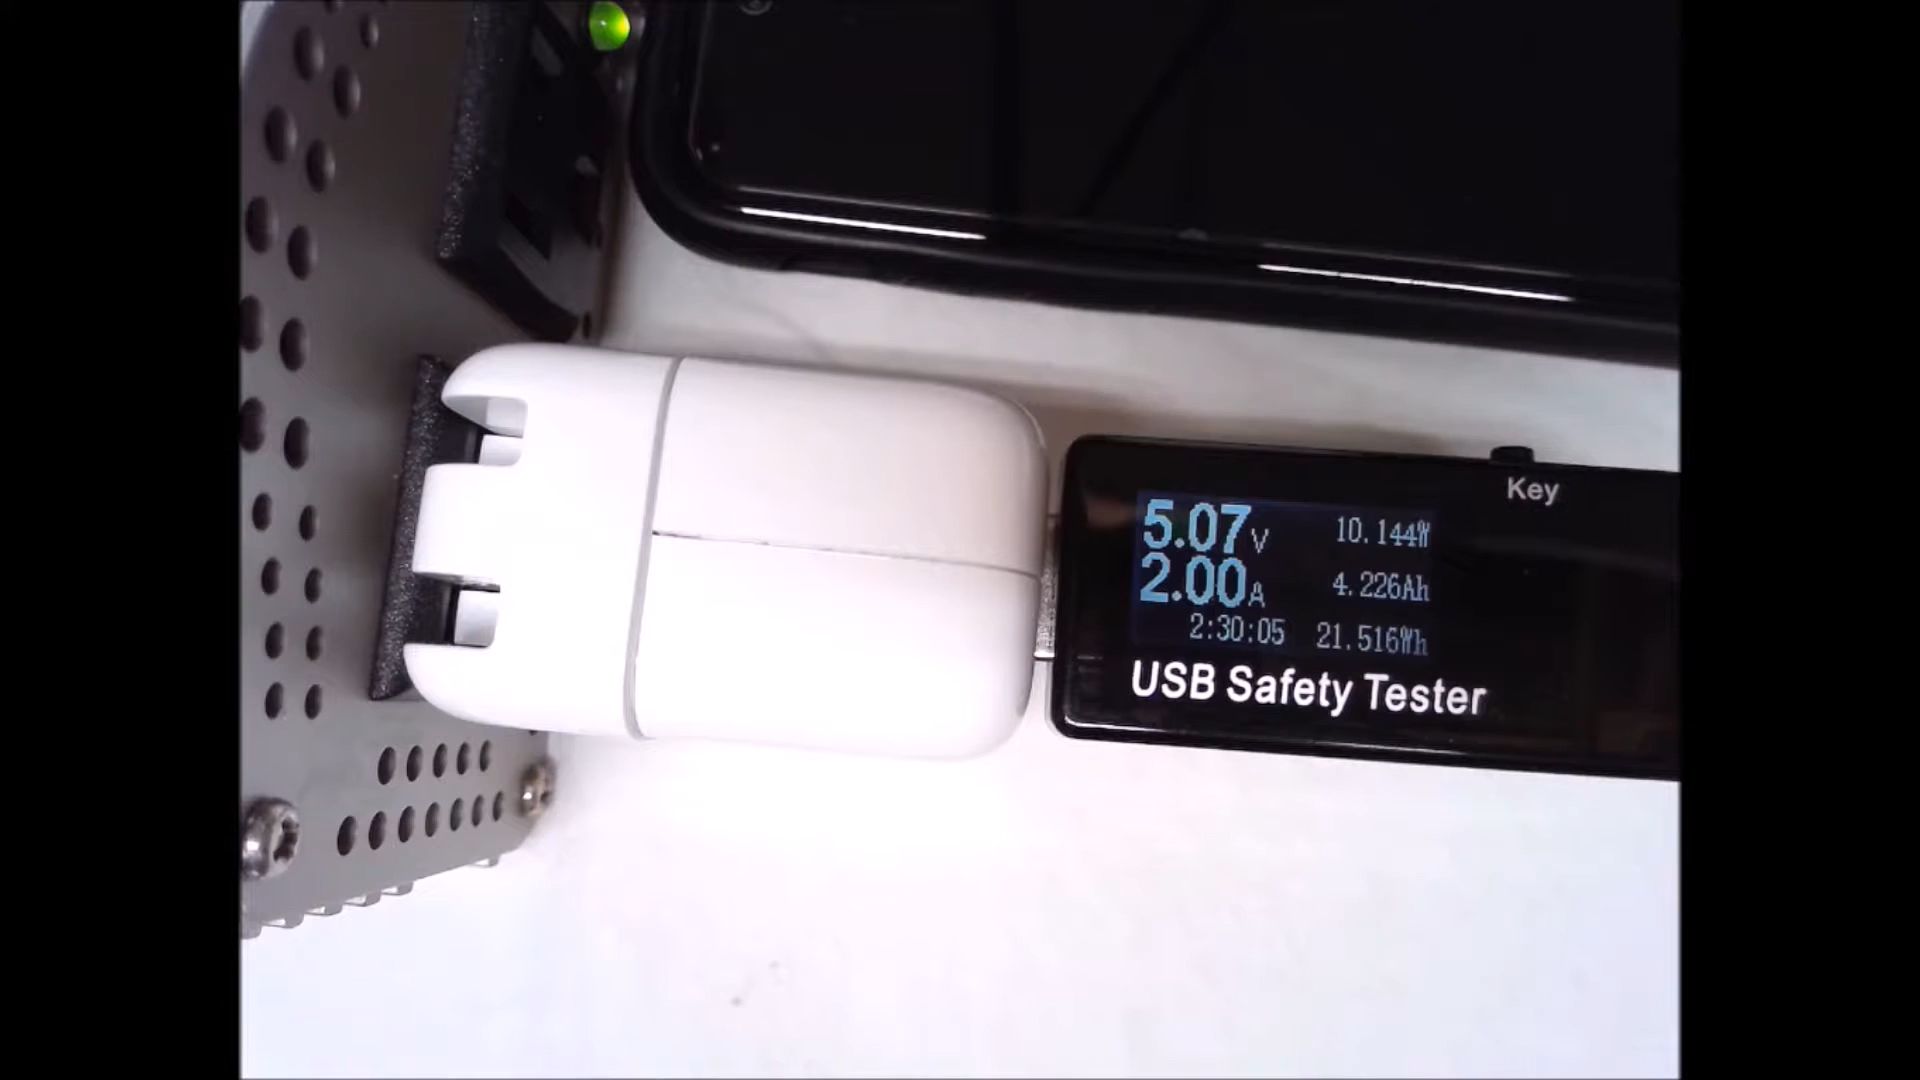 Key
5.07V 10.144W
2.00A 4.226Ah
2:30:05 21.516Wh
USB Safety Tester